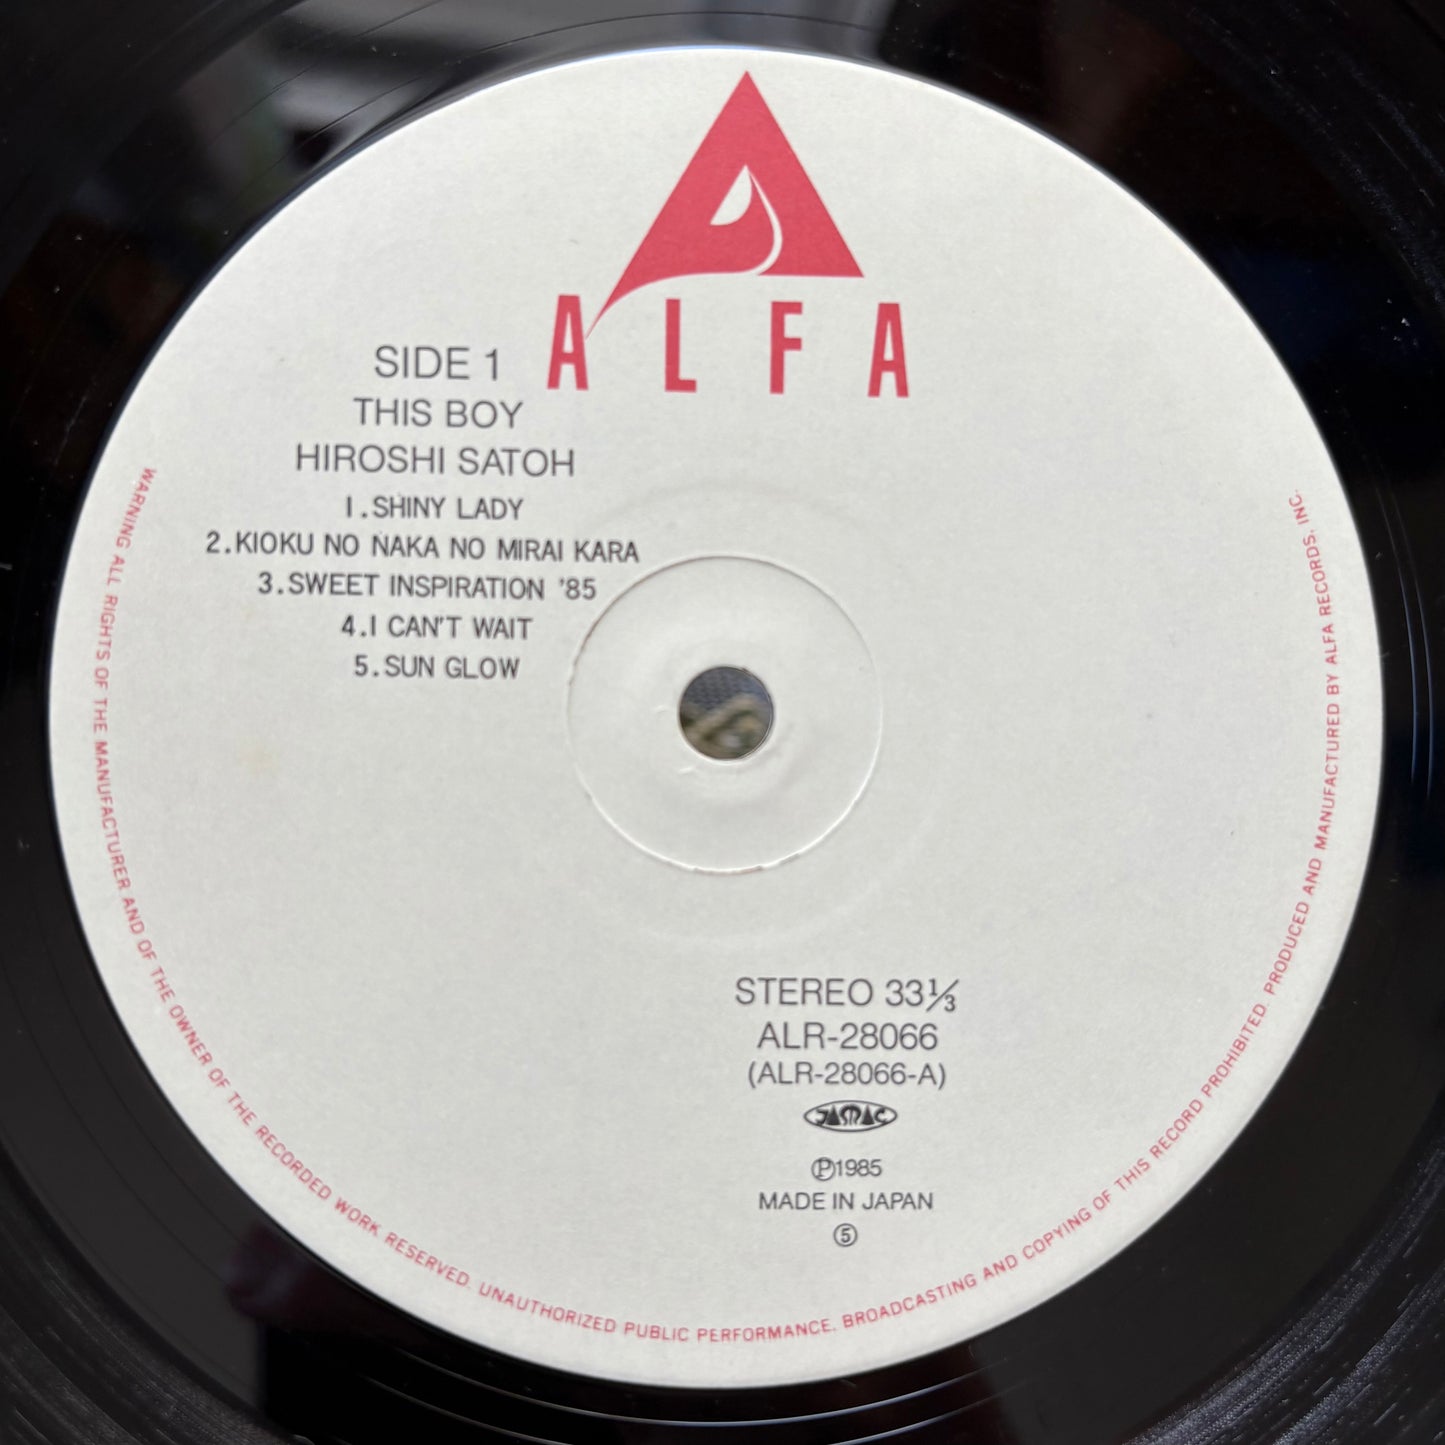 ALFA
SIDE 1
THIS BOY
HIROSHI SATOH
1.SHINY LADY
2.KIOKU NO NAKA NO MIRAI KARA
3.SWEET INSPIRATION '85
4.I CAN'T WAIT
5.SUN GLOW
STEREO 33⅓
ALR-28066
(ALR-28066-A)
JASMAC
Ⓟ1985
MADE IN JAPAN
⑤
WARNING ALL RIGHTS OF THE MANUFACTURER AND OF THE OWNER OF THE RECORDED WORK RESERVED. UNAUTHORIZED PUBLIC PERFORMANCE. BROADCASTING AND COPYING OF THIS RECORD PROHIBITED. PRODUCED AND MANUFACTURED BY ALFA RECORDS, INC.